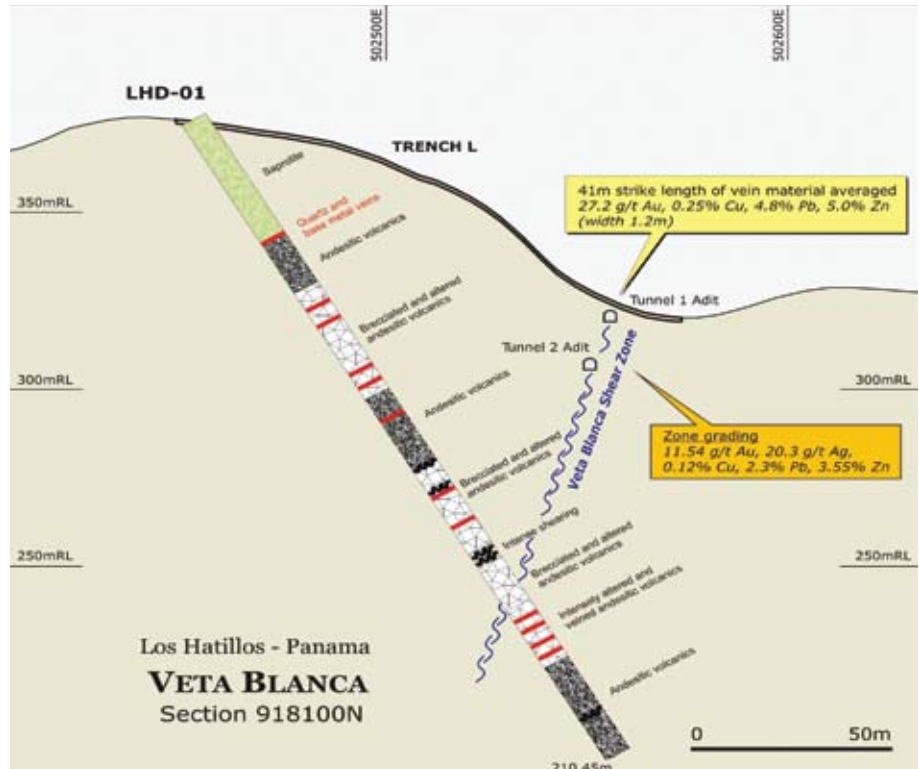 502500
502600
LHD-01
TRENCH L
Saprolite
350mRL
Quartz and
base metal veins
41m strike length of vein material averaged
27.2 g/t Au, 0.25% Cu, 4.8% Pb, 5.0% Zn
(width 1.2m)
Andesitic volcanics
Tunnel 1 Adit
Brecciated and altered
andesitic volcanics
Tunnel 2 Adit
Veta Blanca Shear Zone
300mRL
300mRL
Andesitic volcanics
Zone grading
11.54 g/t Au, 20.3 g/t Ag,
0.12% Cu, 2.3% Pb, 3.55% Zn
Brecciated and altered
andesitic volcanics
Intense shearing
250mRL
250mRL
Brecciated and altered
andesitic volcanics
Intensely altered and
veined andesitic volcanics
Los Hatillos - Panama
VETA BLANCA
Section 918100N
Andesitic volcanics
0 50m
210.45m